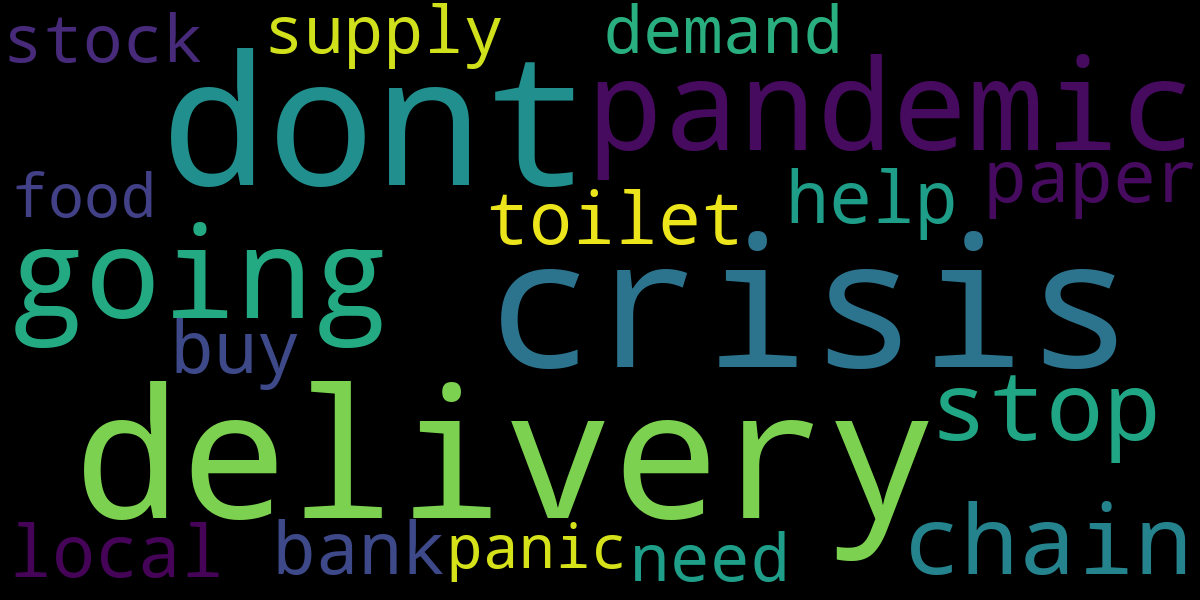 stock
supply
demand
dont
pandemic
food
toilet
help
paper
going
crisis
buy
delivery
stop
local
bank
panic
need
chain